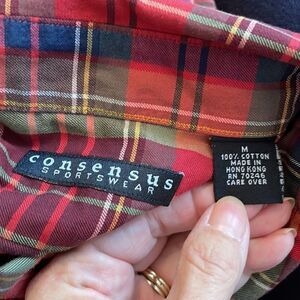 consensus
SPORTSWEAR
M
100% COTTON
MADE IN
HONG KONG
RN 70246
CARE OVER